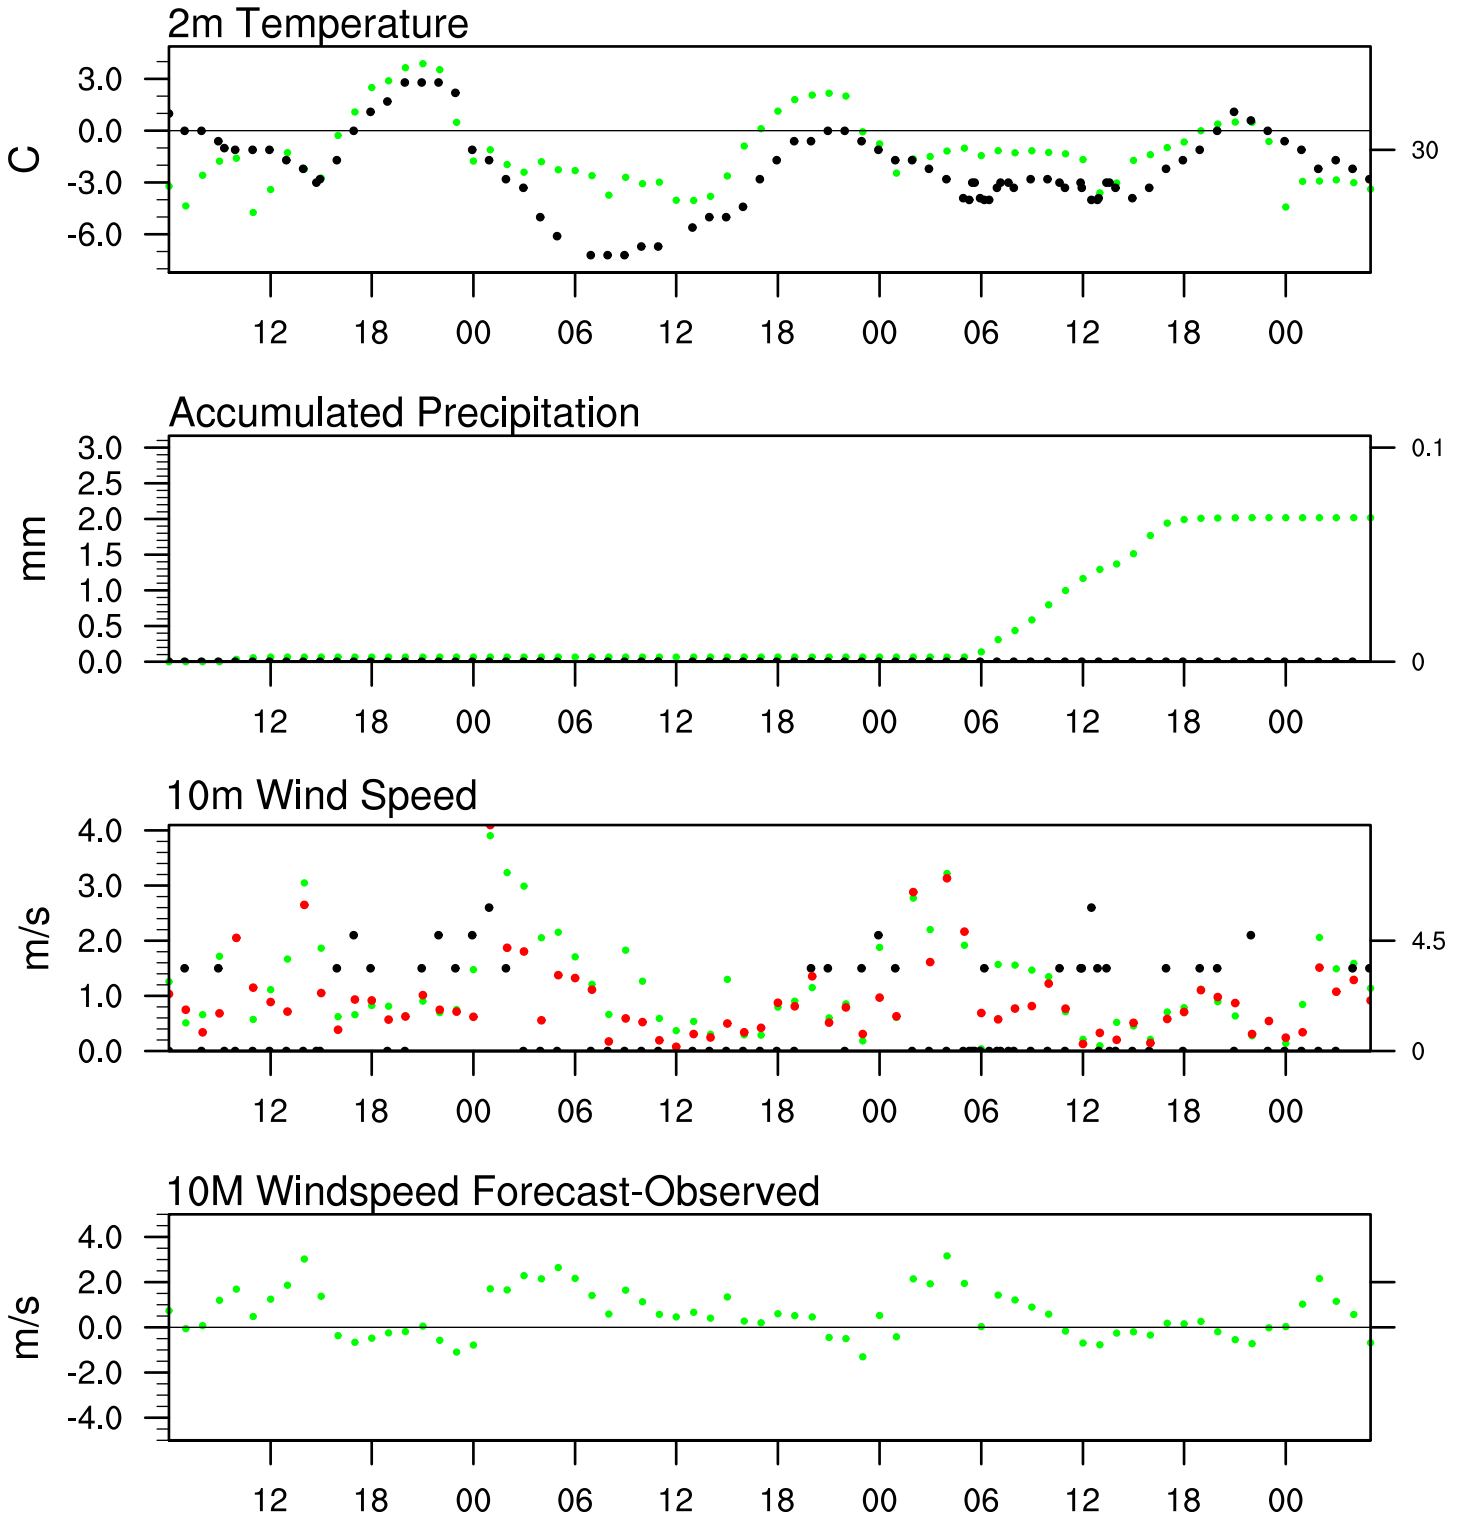 2m Temperature
3.0
0.0
-3.0
-6.0
C
30
12 18 00 06 12 18 00 06 12 18 00
Accumulated Precipitation
3.0
2.5
2.0
1.5
1.0
0.5
0.0
mm
0.1
0
12 18 00 06 12 18 00 06 12 18 00
10m Wind Speed
4.0
3.0
2.0
1.0
0.0
m/s
4.5
0
12 18 00 06 12 18 00 06 12 18 00
10M Windspeed Forecast-Observed
4.0
2.0
0.0
-2.0
-4.0
m/s
12 18 00 06 12 18 00 06 12 18 00